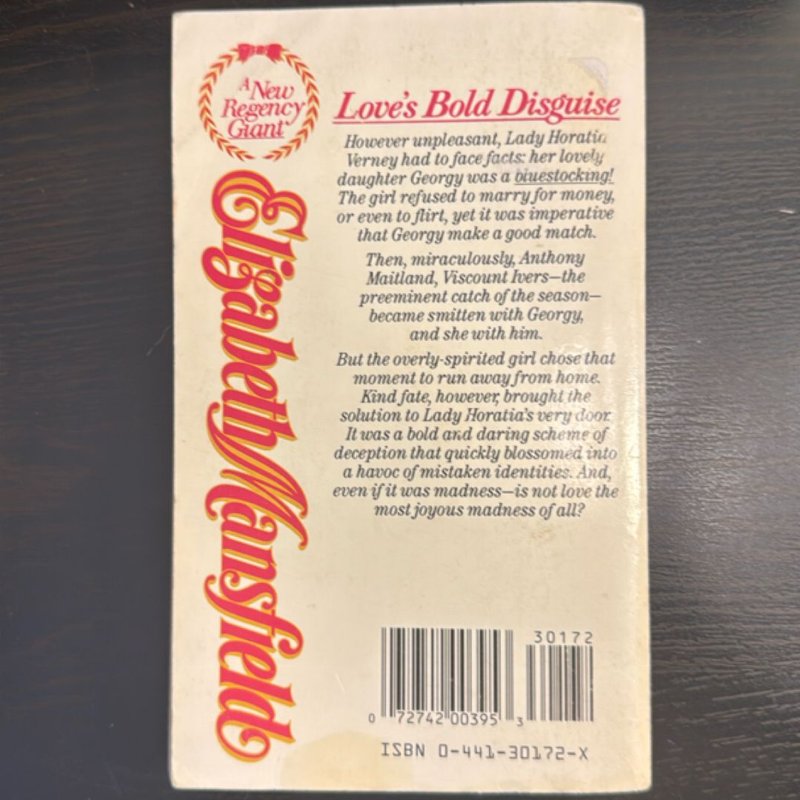 A New
Regency
Giant
Elizabeth Mansfield
Love's Bold Disguise
However unpleasant, Lady Horatia
Verney had to face facts: her lovely
daughter Georgy was a bluestocking!
The girl refused to marry for money,
or even to flirt, yet it was imperative
that Georgy make a good match.
Then, miraculously, Anthony
Maitland, Viscount Ivers—the
preeminent catch of the season—
became smitten with Georgy,
and she with him.
But the overly-spirited girl chose that
moment to run away from home.
Kind fate, however, brought the
solution to Lady Horatia's very door.
It was a bold and daring scheme of
deception that quickly blossomed into
a havoc of mistaken identities. And,
even if it was madness—is not love the
most joyous madness of all?
30172
0 72742 00395 3
ISBN 0-441-30172-X